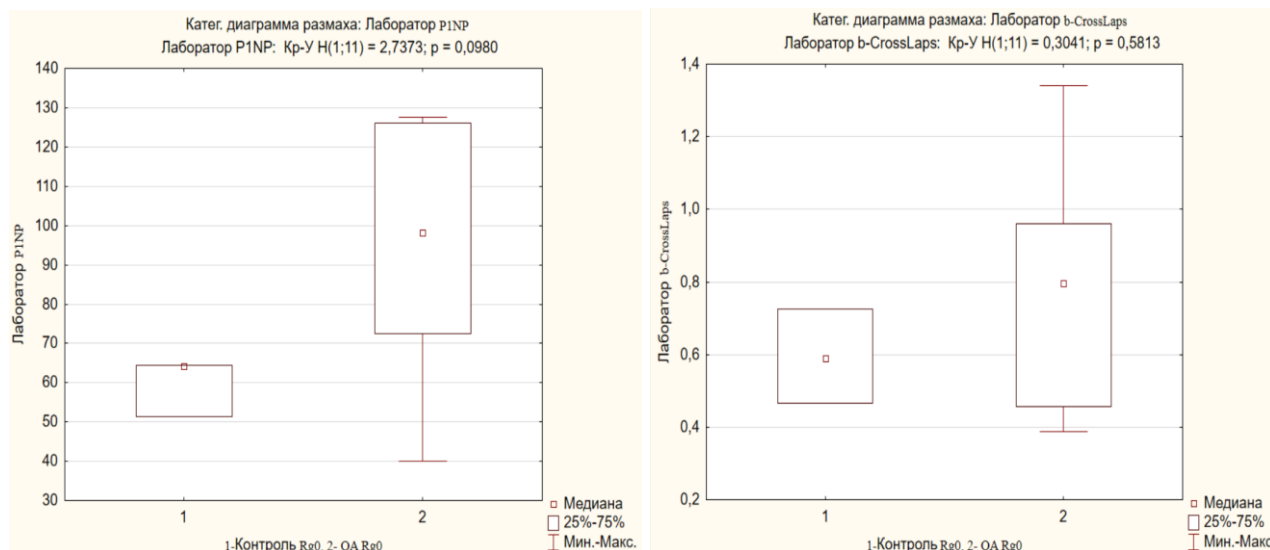 Катег. диаграмма размаха: Лаборатор P1NP
Лаборатор P1NP: Кр-У H(1;11) = 2,7373; p = 0,0980
140
130
120
110
100
90
80
70
60
50
40
30
Лаборатор P1NP
1
2
1-Контроль Rg0, 2- OA Rg0
Медиана
25%-75%
Мин.-Макс.
Катег. диаграмма размаха: Лаборатор b-CrossLaps
Лаборатор b-CrossLaps: Кр-У H(1;11) = 0,3041; p = 0,5813
1,4
1,2
1,0
0,8
0,6
0,4
0,2
Лаборатор b-CrossLaps
1
2
1-Контроль Rg0, 2- OA Rg0
Медиана
25%-75%
Мин.-Макс.